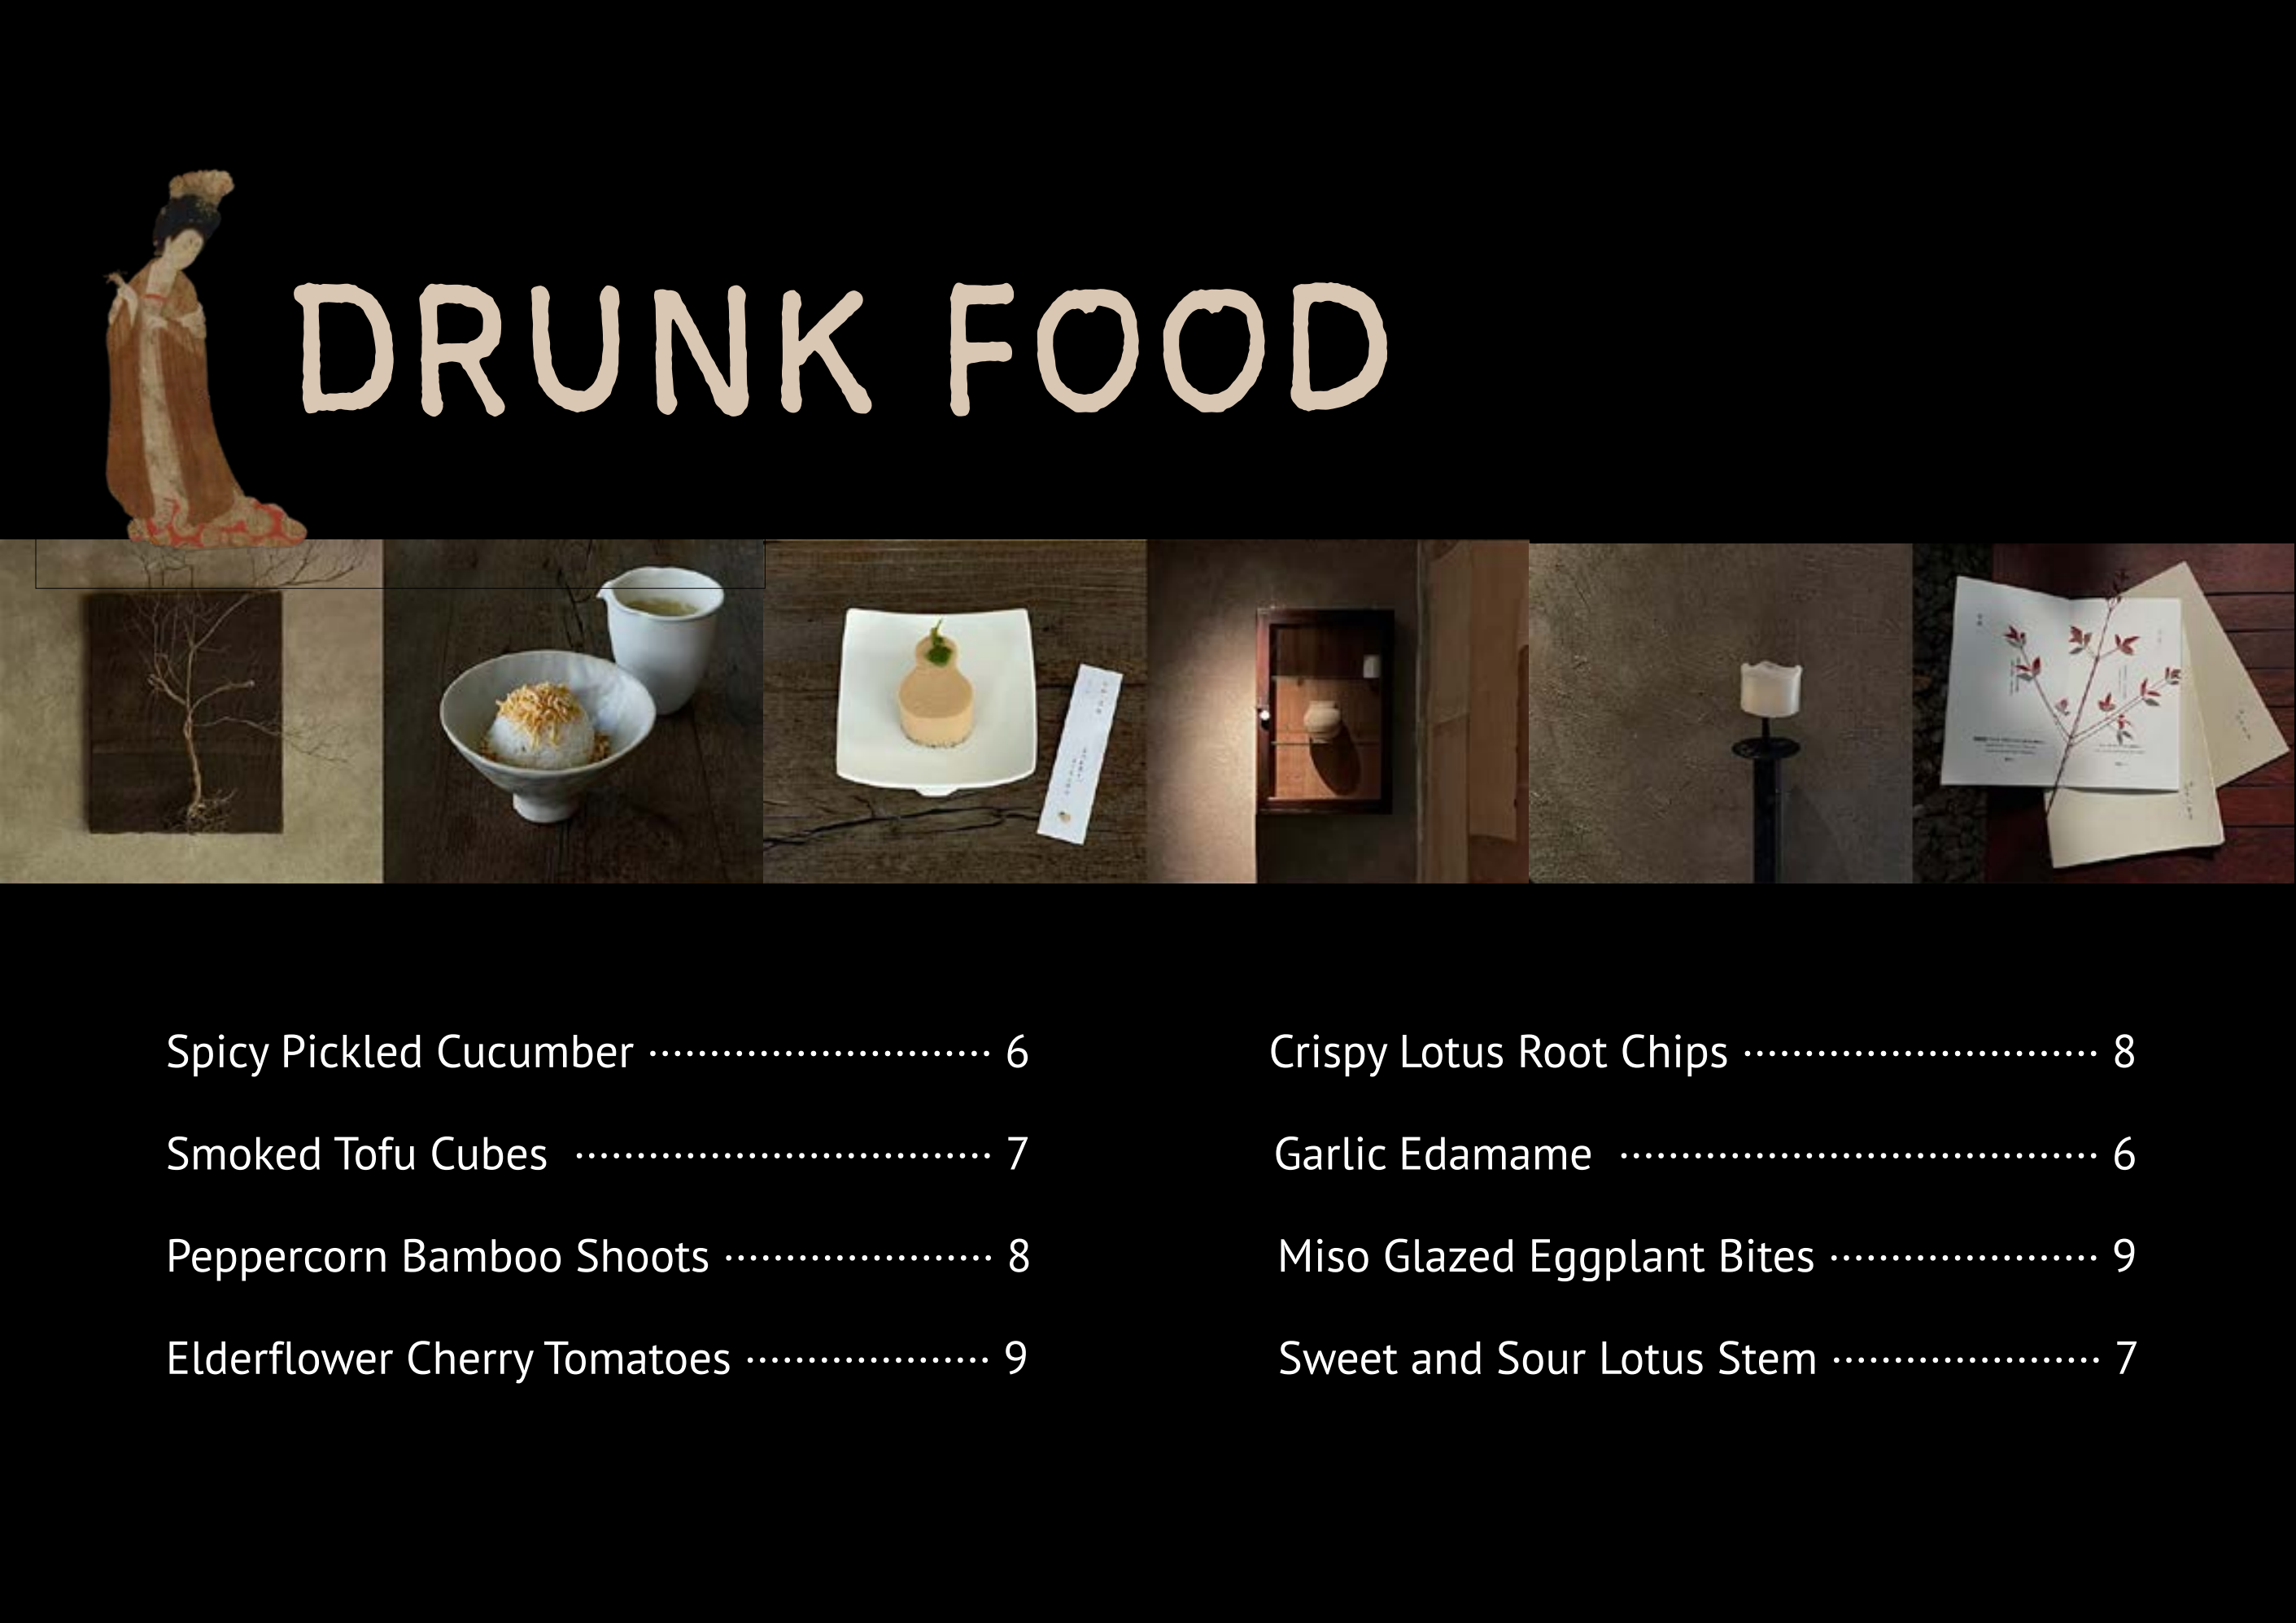 DRUNK FOOD
Spicy Pickled Cucumber ···························· 6
Smoked Tofu Cubes ·································· 7
Peppercorn Bamboo Shoots ······················ 8
Elderflower Cherry Tomatoes ···················· 9
Crispy Lotus Root Chips ····························· 8
Garlic Edamame ······································· 6
Miso Glazed Eggplant Bites ······················ 9
Sweet and Sour Lotus Stem ······················ 7